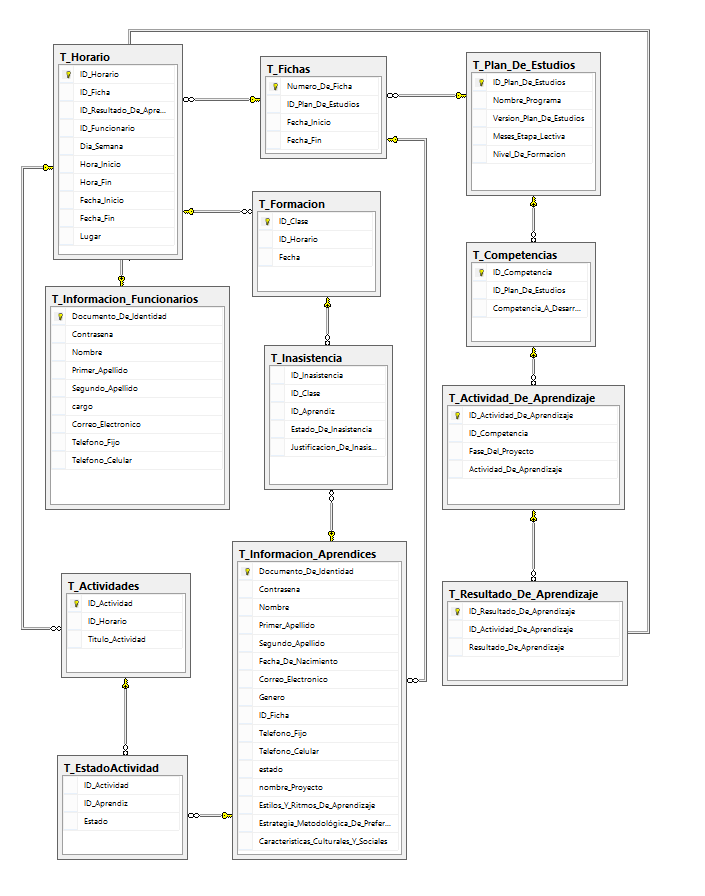 T_Horario
ID_Horario
ID_Ficha
ID_Resultado_De_Apre...
ID_Funcionario
Dia_Semana
Hora_Inicio
Hora_Fin
Fecha_Inicio
Fecha_Fin
Lugar
T_Fichas
Numero_De_Ficha
ID_Plan_De_Estudios
Fecha_Inicio
Fecha_Fin
T_Plan_De_Estudios
ID_Plan_De_Estudios
Nombre_Programa
Version_Plan_De_Estudios
Meses_Etapa_Lectiva
Nivel_De_Formacion
T_Formacion
ID_Clase
ID_Horario
Fecha
T_Competencias
ID_Competencia
ID_Plan_De_Estudios
Competencia_A_Desarr...
T_Informacion_Funcionarios
Documento_De_Identidad
Contrasena
Nombre
Primer_Apellido
Segundo_Apellido
cargo
Correo_Electronico
Telefono_Fijo
Telefono_Celular
T_Inasistencia
ID_Inasistencia
ID_Clase
ID_Aprendiz
Estado_De_Inasistencia
Justificacion_De_Inasis...
T_Actividad_De_Aprendizaje
ID_Actividad_De_Aprendizaje
ID_Competencia
Fase_Del_Proyecto
Actividad_De_Aprendizaje
T_Informacion_Aprendices
Documento_De_Identidad
Contrasena
Nombre
Primer_Apellido
Segundo_Apellido
Fecha_De_Nacimiento
Correo_Electronico
Genero
ID_Ficha
Telefono_Fijo
Telefono_Celular
estado
nombre_Proyecto
Estilos_Y_Ritmos_De_Aprendizaje
Estrategia_Metodológica_De_Prefer...
Caracteristicas_Culturales_Y_Sociales
T_Actividades
ID_Actividad
ID_Horario
Titulo_Actividad
T_Resultado_De_Aprendizaje
ID_Resultado_De_Aprendizaje
ID_Actividad_De_Aprendizaje
Resultado_De_Aprendizaje
T_EstadoActividad
ID_Actividad
ID_Aprendiz
Estado